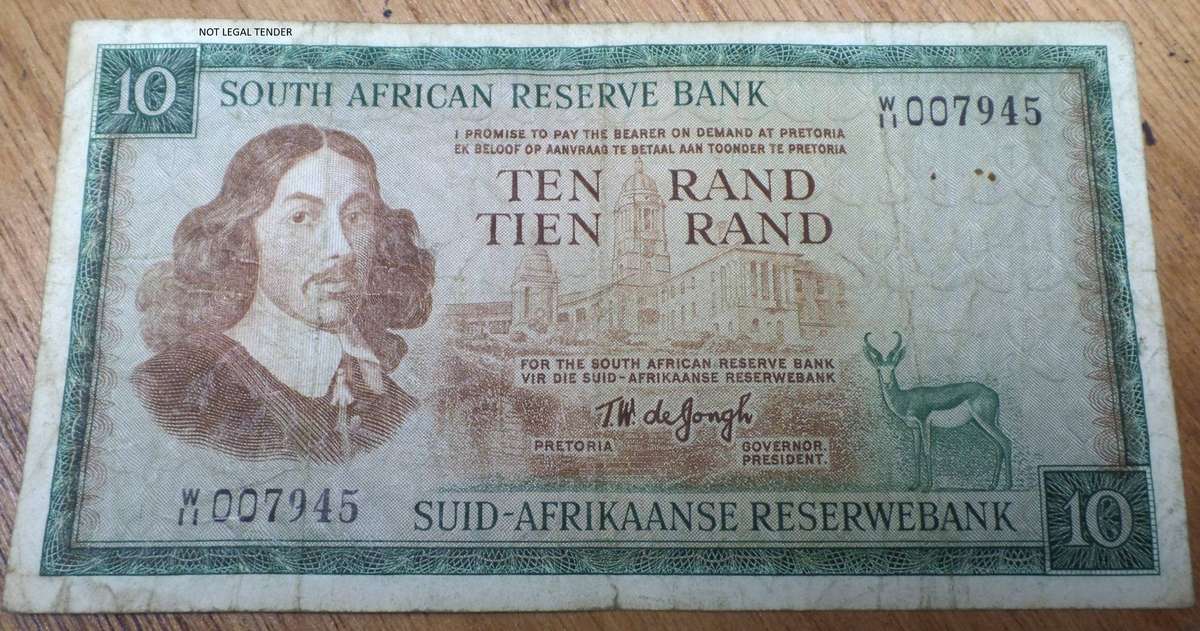 NOT LEGAL TENDER
10
SOUTH AFRICAN RESERVE BANK
W/11 007945
I PROMISE TO PAY THE BEARER ON DEMAND AT PRETORIA
EK BELOOF OP AANVRAAG TE BETAAL AAN TOONDER TE PRETORIA
TEN RAND
TIEN RAND
FOR THE SOUTH AFRICAN RESERVE BANK
VIR DIE SUID-AFRIKAANSE RESERWEBANK
T.W. de Jongh
PRETORIA
GOVERNOR.
PRESIDENT.
W/11 007945
SUID-AFRIKAANSE RESERWEBANK
10